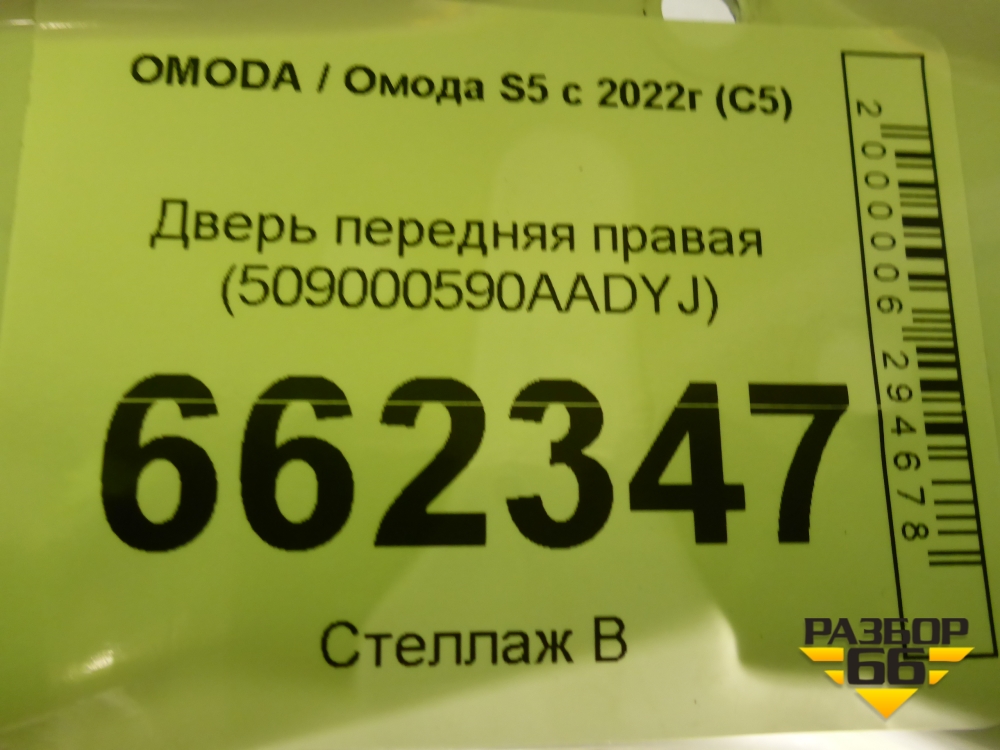 OMODA / Омода S5 с 2022г (C5)
Дверь передняя правая
(509000590AADYJ)
662347
Стеллаж В
2000006294678
РАЗБОР
66